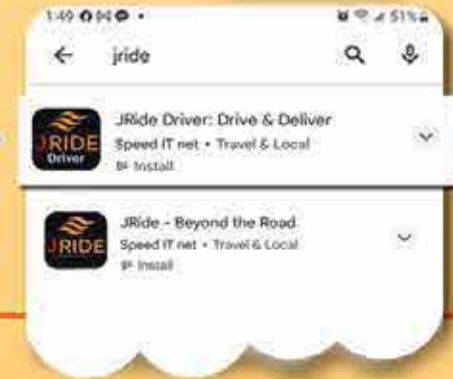 1:49
51%
jride
JRIDE
Driver
JRide Driver: Drive & Deliver
Speed IT net • Travel & Local
Install
JRIDE
JRide - Beyond the Road
Speed IT net • Travel & Local
Install